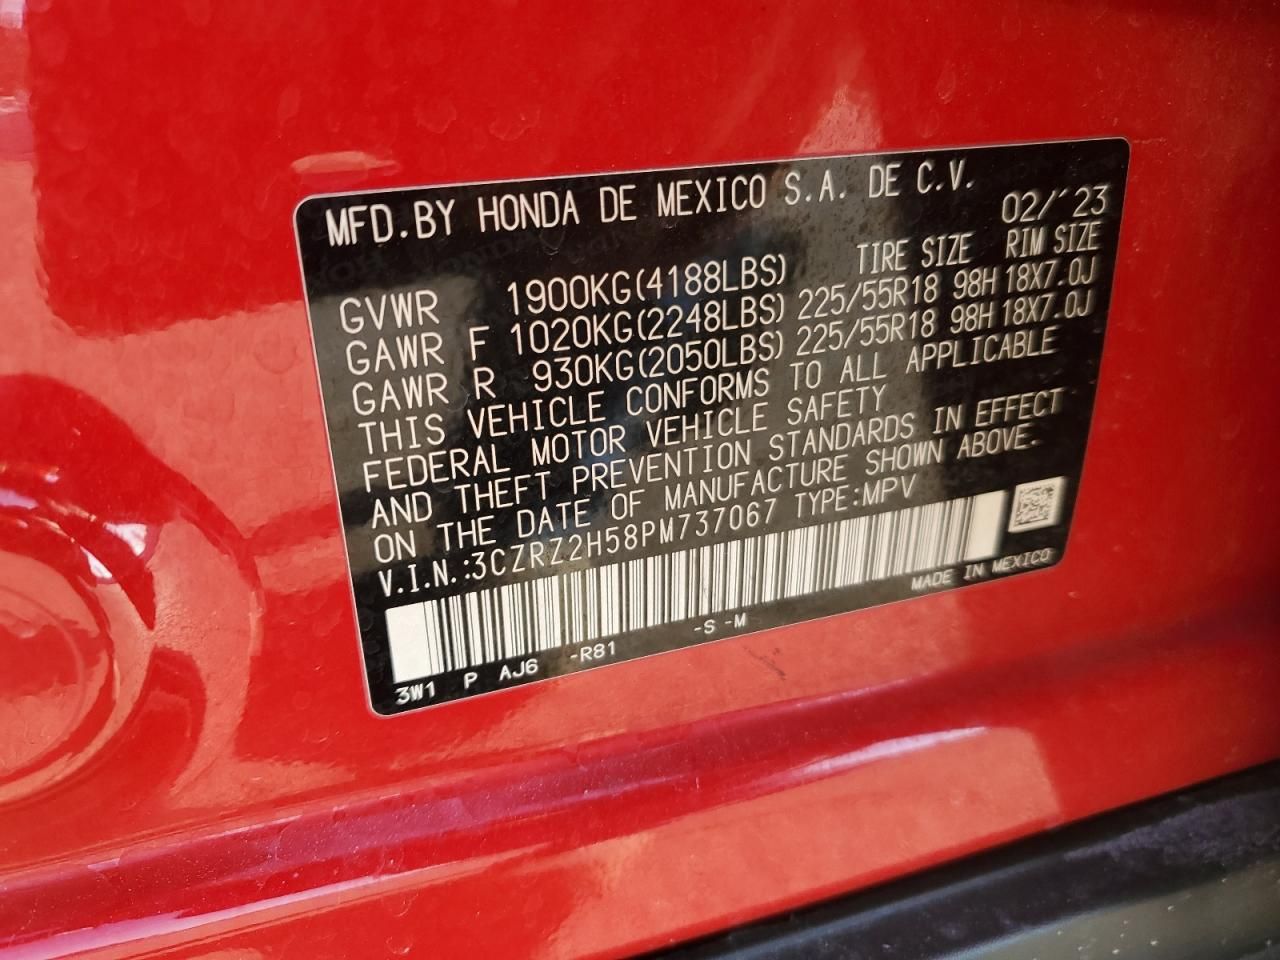 MFD.BY HONDA DE MEXICO S.A. DE C.V.
02/'23
TIRE SIZE RIM SIZE
GVWR 1900KG(4188LBS)
GAWR F 1020KG(2248LBS) 225/55R18 98H 18X7.0J
GAWR R 930KG(2050LBS) 225/55R18 98H 18X7.0J
THIS VEHICLE CONFORMS TO ALL APPLICABLE
FEDERAL MOTOR VEHICLE SAFETY
AND THEFT PREVENTION STANDARDS IN EFFECT
ON THE DATE OF MANUFACTURE SHOWN ABOVE.
V.I.N.:3CZRZ2H58PM737067 TYPE:MPV
MADE IN MEXICO
3W1 P AJ6 -R81 -S -M